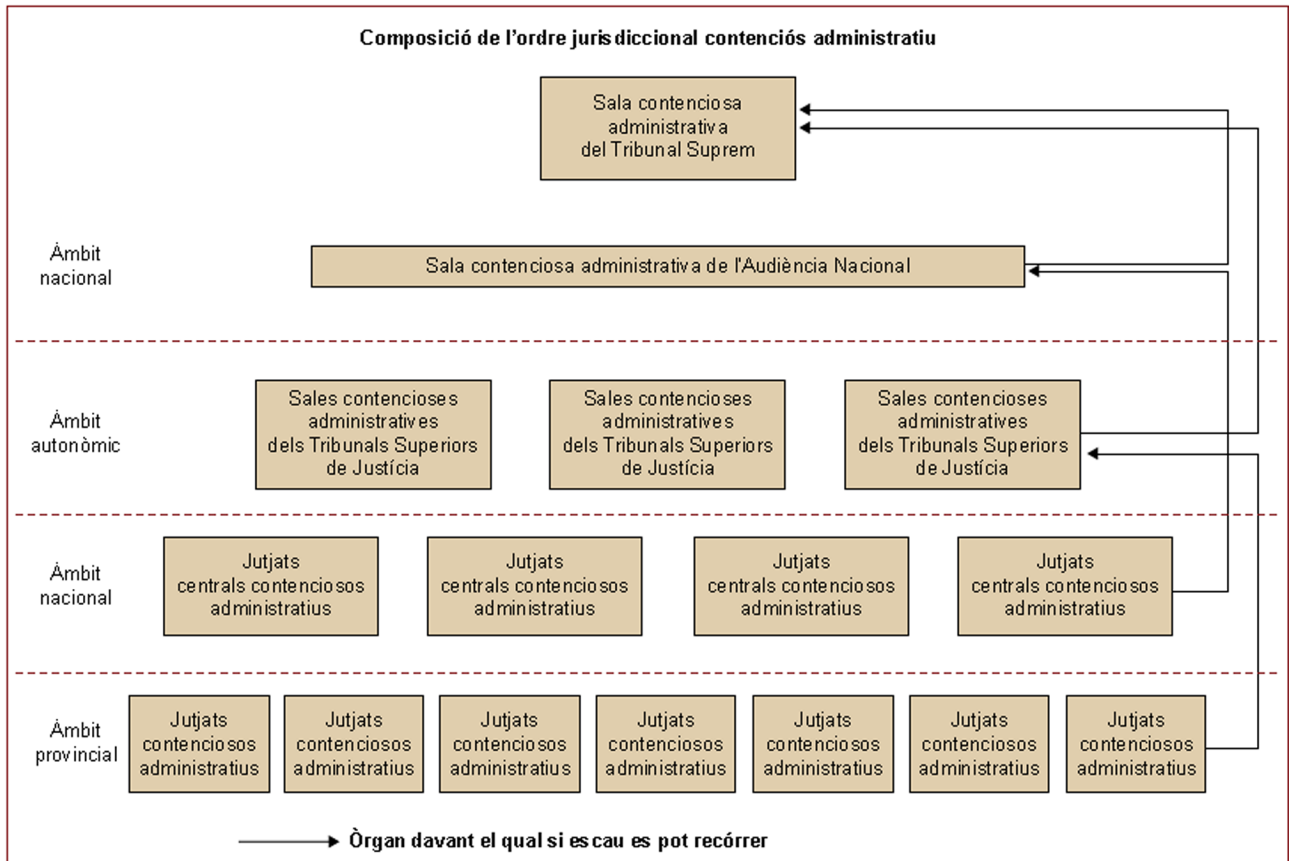 Composició de l'ordre jurisdiccional contenciós administratiu
Sala contenciosa
administrativa
del Tribunal Suprem
Àmbit
nacional
Sala contenciosa administrativa de l'Audiència Nacional
Àmbit
autonòmic
Sales contencioses
administratives
dels Tribunals Superiors
de Justícia
Sales contencioses
administratives
dels Tribunals Superiors
de Justícia
Sales contencioses
administratives
dels Tribunals Superiors
de Justícia
Àmbit
nacional
Jutjats
centrals contenciosos
administratius
Jutjats
centrals contenciosos
administratius
Jutjats
centrals contenciosos
administratius
Jutjats
centrals contenciosos
administratius
Àmbit
provincial
Jutjats
contenciosos
administratius
Jutjats
contenciosos
administratius
Jutjats
contenciosos
administratius
Jutjats
contenciosos
administratius
Jutjats
contenciosos
administratius
Jutjats
contenciosos
administratius
Jutjats
contenciosos
administratius
Òrgan davant el qual si escau es pot recórrer